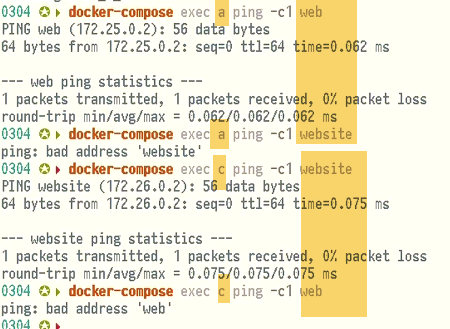 0304 ✪ ▸ docker-compose exec a ping -c1 web
PING web (172.25.0.2): 56 data bytes
64 bytes from 172.25.0.2: seq=0 ttl=64 time=0.062 ms
--- web ping statistics ---
1 packets transmitted, 1 packets received, 0% packet loss
round-trip min/avg/max = 0.062/0.062/0.062 ms
0304 ✪ ▸ docker-compose exec a ping -c1 website
ping: bad address 'website'
0304 ✪ ▸ docker-compose exec c ping -c1 website
PING website (172.26.0.2): 56 data bytes
64 bytes from 172.26.0.2: seq=0 ttl=64 time=0.075 ms
--- website ping statistics ---
1 packets transmitted, 1 packets received, 0% packet loss
round-trip min/avg/max = 0.075/0.075/0.075 ms
0304 ✪ ▸ docker-compose exec c ping -c1 web
ping: bad address 'web'
0304 ✪ ▸